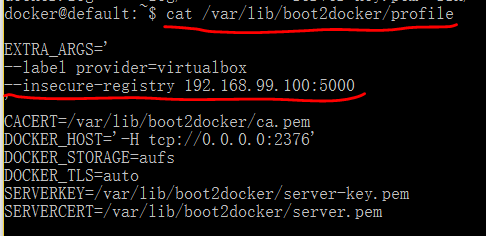 docker@default:~$ cat /var/lib/boot2docker/profile
EXTRA_ARGS='
--label provider=virtualbox
--insecure-registry 192.168.99.100:5000
'
CACERT=/var/lib/boot2docker/ca.pem
DOCKER_HOST='-H tcp://0.0.0.0:2376'
DOCKER_STORAGE=aufs
DOCKER_TLS=auto
SERVERKEY=/var/lib/boot2docker/server-key.pem
SERVERCERT=/var/lib/boot2docker/server.pem